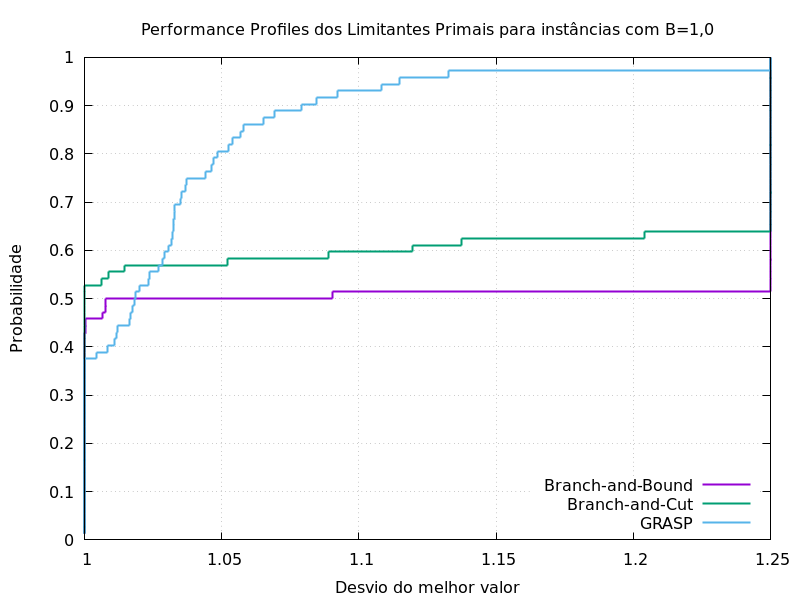 Performance Profiles dos Limitantes Primais para instâncias com B=1,0
1
0.9
0.8
0.7
0.6
0.5
0.4
0.3
0.2
0.1
0
Probabilidade
Branch-and-Bound
Branch-and-Cut
GRASP
1 1.05 1.1 1.15 1.2 1.25
Desvio do melhor valor